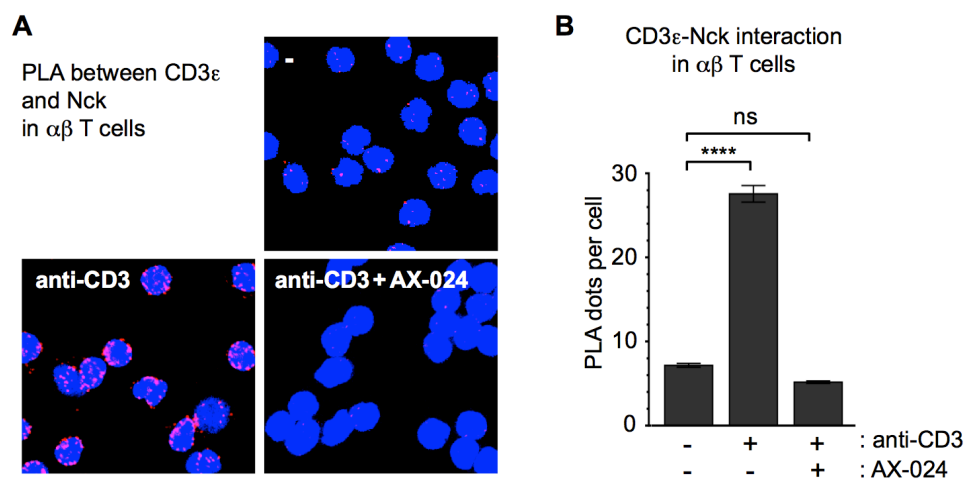 A
PLA between CD3ε
and Nck
in αβ T cells
-
anti-CD3
anti-CD3 + AX-024
B
CD3ε-Nck interaction
in αβ T cells
ns
****
PLA dots per cell
30
20
10
0
- + + : anti-CD3
- - + : AX-024